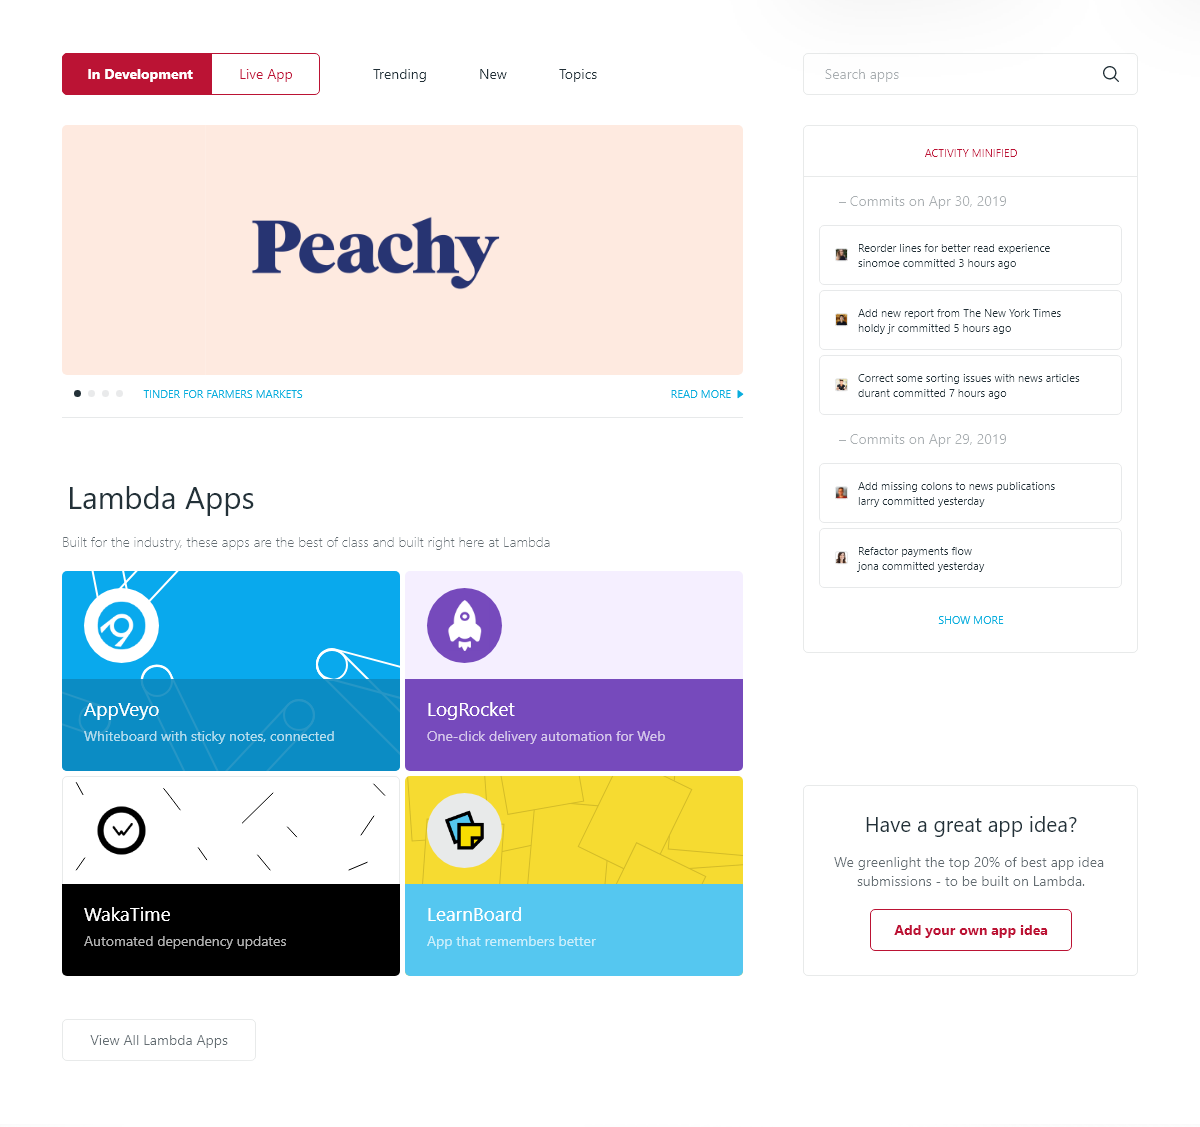 In Development
Live App
Trending
New
Topics
Search apps
Peachy
TINDER FOR FARMERS MARKETS
READ MORE
Lambda Apps
Built for the industry, these apps are the best of class and built right here at Lambda
AppVeyo
Whiteboard with sticky notes, connected
LogRocket
One-click delivery automation for Web
WakaTime
Automated dependency updates
LearnBoard
App that remembers better
View All Lambda Apps
ACTIVITY MINIFIED
– Commits on Apr 30, 2019
Reorder lines for better read experience
sinomoe committed 3 hours ago
Add new report from The New York Times
holdy jr committed 5 hours ago
Correct some sorting issues with news articles
durant committed 7 hours ago
– Commits on Apr 29, 2019
Add missing colons to news publications
larry committed yesterday
Refactor payments flow
jona committed yesterday
SHOW MORE
Have a great app idea?
We greenlight the top 20% of best app idea
submissions - to be built on Lambda.
Add your own app idea